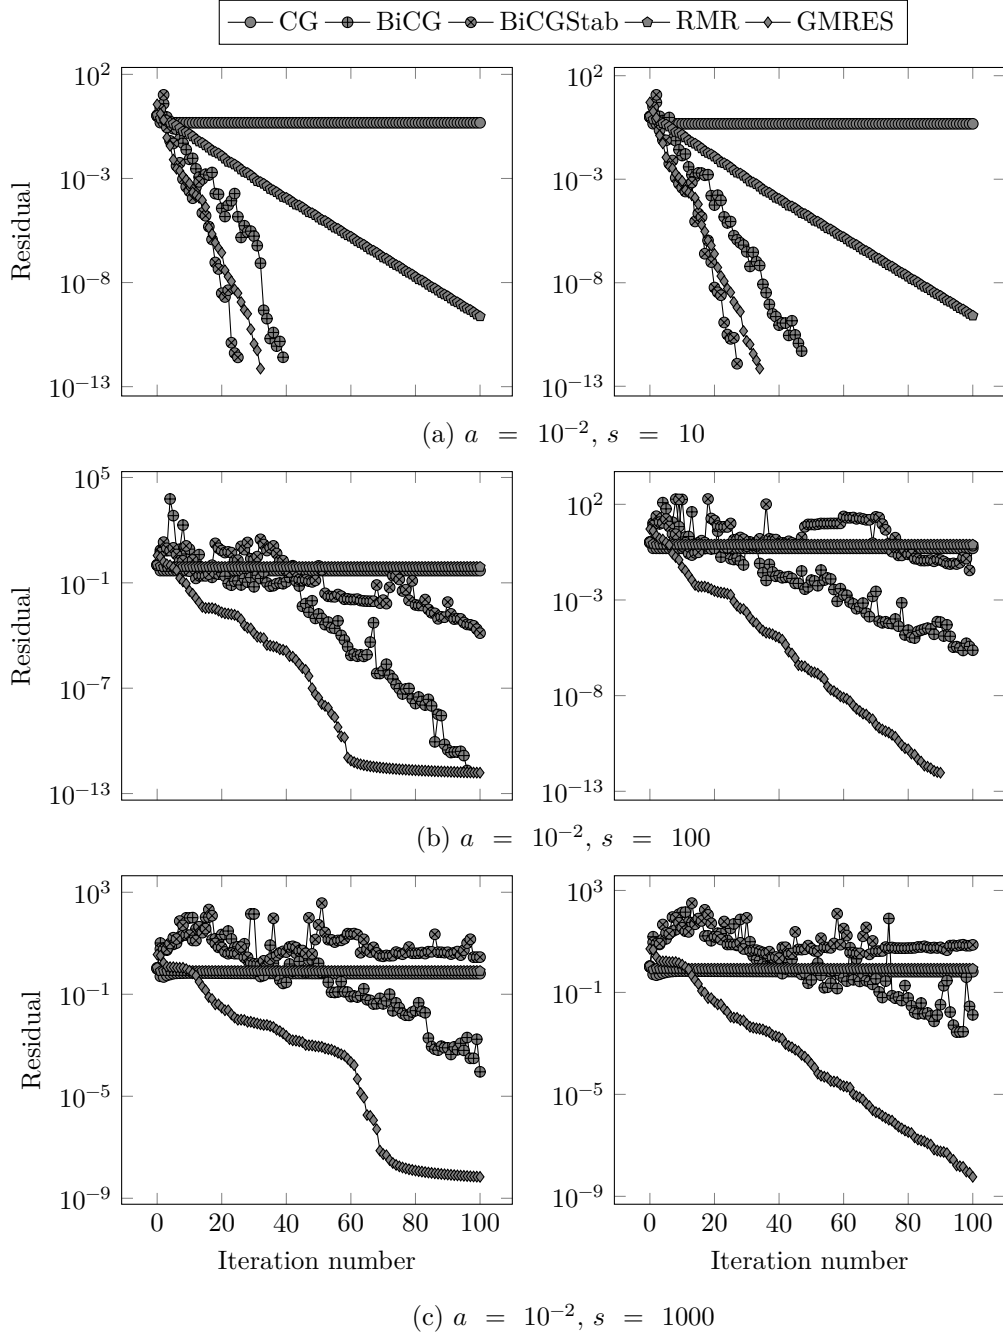 CG BiCG BiCGStab RMR GMRES
10^2
10^-3
10^-8
10^-13
Residual
10^2
10^-3
10^-8
10^-13
(a) a = 10^-2, s = 10
10^5
10^-1
10^-7
10^-13
Residual
10^2
10^-3
10^-8
10^-13
(b) a = 10^-2, s = 100
10^3
10^-1
10^-5
10^-9
Residual
0 20 40 60 80 100
Iteration number
10^3
10^-1
10^-5
10^-9
0 20 40 60 80 100
Iteration number
(c) a = 10^-2, s = 1000